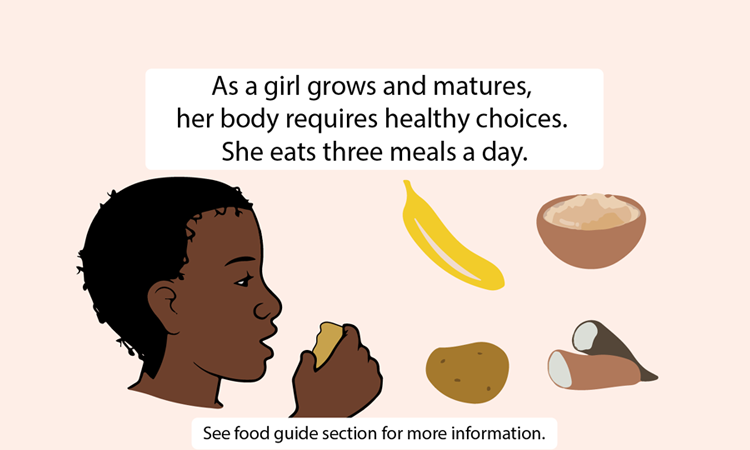 As a girl grows and matures,
her body requires healthy choices.
She eats three meals a day.
See food guide section for more information.